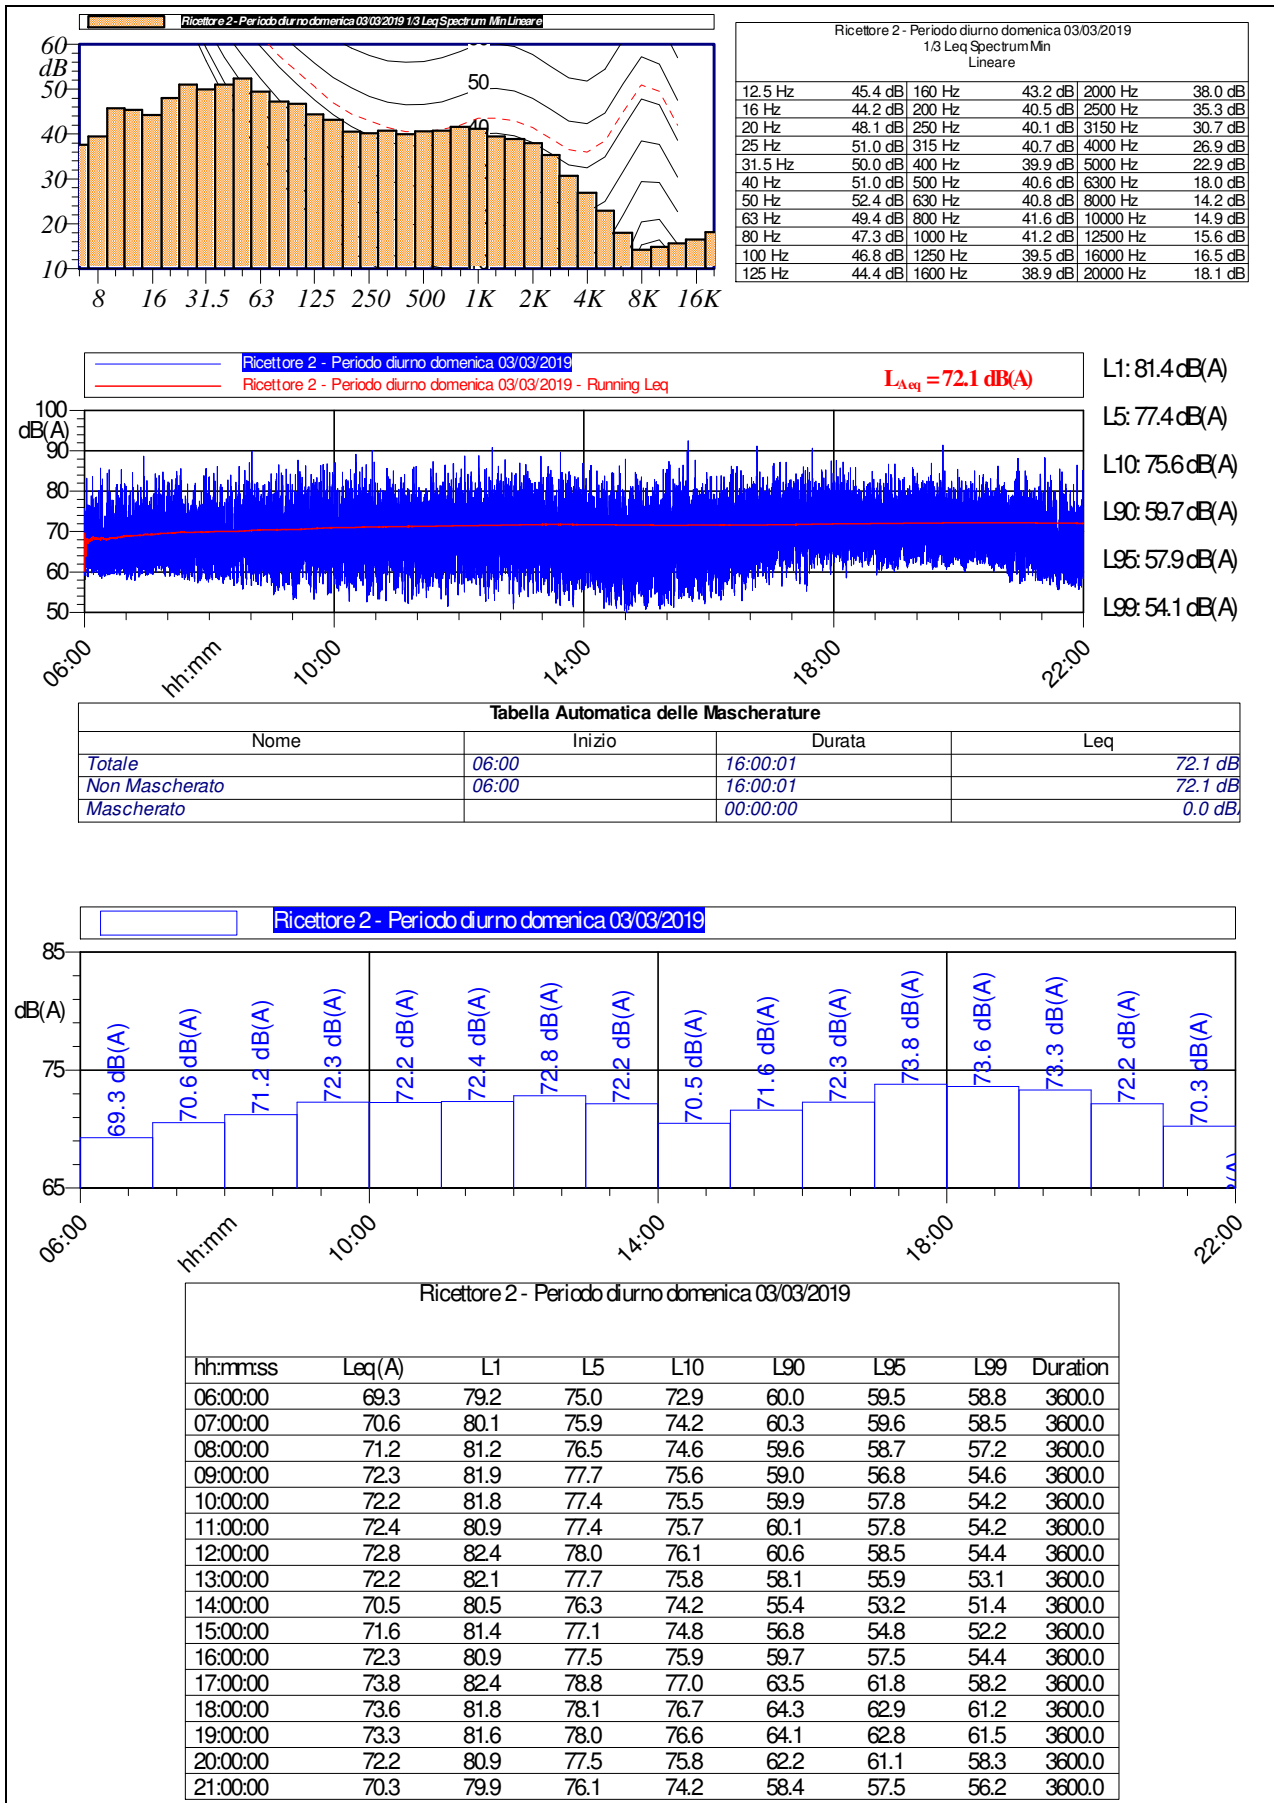 Ricettore 2 - Periodo diurno domenica 03/03/2019 1/3 Leq Spectrum Min Lineare
60
dB
50
40
30
20
10
50
40
8 16 31.5 63 125 250 500 1K 2K 4K 8K 16K
Ricettore 2 - Periodo diurno domenica 03/03/2019
1/3 Leq Spectrum Min
Lineare
12.5 Hz 45.4 dB 160 Hz 43.2 dB 2000 Hz 38.0 dB
16 Hz 44.2 dB 200 Hz 40.5 dB 2500 Hz 35.3 dB
20 Hz 48.1 dB 250 Hz 40.1 dB 3150 Hz 30.7 dB
25 Hz 51.0 dB 315 Hz 40.7 dB 4000 Hz 26.9 dB
31.5 Hz 50.0 dB 400 Hz 39.9 dB 5000 Hz 22.9 dB
40 Hz 51.0 dB 500 Hz 40.6 dB 6300 Hz 18.0 dB
50 Hz 52.4 dB 630 Hz 40.8 dB 8000 Hz 14.2 dB
63 Hz 49.4 dB 800 Hz 41.6 dB 10000 Hz 14.9 dB
80 Hz 47.3 dB 1000 Hz 41.2 dB 12500 Hz 15.6 dB
100 Hz 46.8 dB 1250 Hz 39.5 dB 16000 Hz 16.5 dB
125 Hz 44.4 dB 1600 Hz 38.9 dB 20000 Hz 18.1 dB
Ricettore 2 - Periodo diurno domenica 03/03/2019
Ricettore 2 - Periodo diurno domenica 03/03/2019 - Running Leq
LAeq = 72.1 dB(A)
100
dB(A)
90
80
70
60
50
06:00 hh:mm 10:00 14:00 18:00 22:00
L1: 81.4 dB(A)
L5: 77.4 dB(A)
L10: 75.6 dB(A)
L90: 59.7 dB(A)
L95: 57.9 dB(A)
L99: 54.1 dB(A)
Tabella Automatica delle Mascherature
Nome Inizio Durata Leq
Totale 06:00 16:00:01 72.1 dB
Non Mascherato 06:00 16:00:01 72.1 dB
Mascherato 00:00:00 0.0 dB
Ricettore 2 - Periodo diurno domenica 03/03/2019
85
dB(A)
75
65
69.3 dB(A) 70.6 dB(A) 71.2 dB(A) 72.3 dB(A) 72.2 dB(A) 72.4 dB(A) 72.8 dB(A) 72.2 dB(A) 70.5 dB(A) 71.6 dB(A) 72.3 dB(A) 73.8 dB(A) 73.6 dB(A) 73.3 dB(A) 72.2 dB(A) 70.3 dB(A)
06:00 hh:mm 10:00 14:00 18:00 22:00
Ricettore 2 - Periodo diurno domenica 03/03/2019
hh:mm:ss Leq(A) L1 L5 L10 L90 L95 L99 Duration
06:00:00 69.3 79.2 75.0 72.9 60.0 59.5 58.8 3600.0
07:00:00 70.6 80.1 75.9 74.2 60.3 59.6 58.5 3600.0
08:00:00 71.2 81.2 76.5 74.6 59.6 58.7 57.2 3600.0
09:00:00 72.3 81.9 77.7 75.6 59.0 56.8 54.6 3600.0
10:00:00 72.2 81.8 77.4 75.5 59.9 57.8 54.2 3600.0
11:00:00 72.4 80.9 77.4 75.7 60.1 57.8 54.2 3600.0
12:00:00 72.8 82.4 78.0 76.1 60.6 58.5 54.4 3600.0
13:00:00 72.2 82.1 77.7 75.8 58.1 55.9 53.1 3600.0
14:00:00 70.5 80.5 76.3 74.2 55.4 53.2 51.4 3600.0
15:00:00 71.6 81.4 77.1 74.8 56.8 54.8 52.2 3600.0
16:00:00 72.3 80.9 77.5 75.9 59.7 57.5 54.4 3600.0
17:00:00 73.8 82.4 78.8 77.0 63.5 61.8 58.2 3600.0
18:00:00 73.6 81.8 78.1 76.7 64.3 62.9 61.2 3600.0
19:00:00 73.3 81.6 78.0 76.6 64.1 62.8 61.5 3600.0
20:00:00 72.2 80.9 77.5 75.8 62.2 61.1 58.3 3600.0
21:00:00 70.3 79.9 76.1 74.2 58.4 57.5 56.2 3600.0